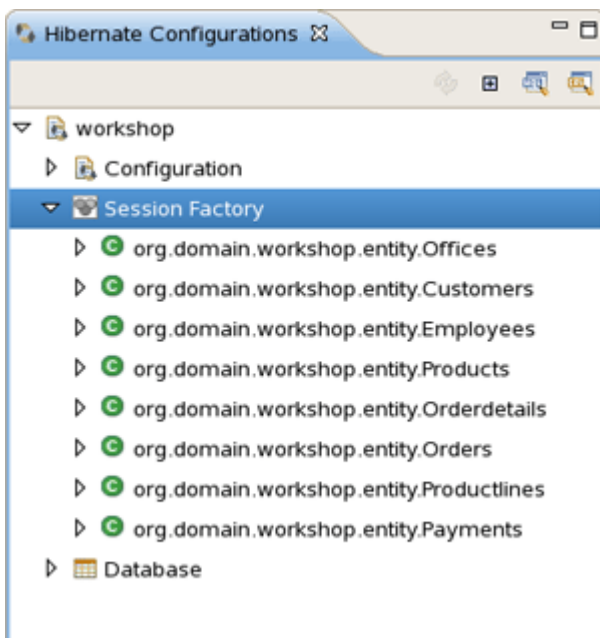 Hibernate Configurations
workshop
Configuration
Session Factory
org.domain.workshop.entity.Offices
org.domain.workshop.entity.Customers
org.domain.workshop.entity.Employees
org.domain.workshop.entity.Products
org.domain.workshop.entity.Orderdetails
org.domain.workshop.entity.Orders
org.domain.workshop.entity.Productlines
org.domain.workshop.entity.Payments
Database